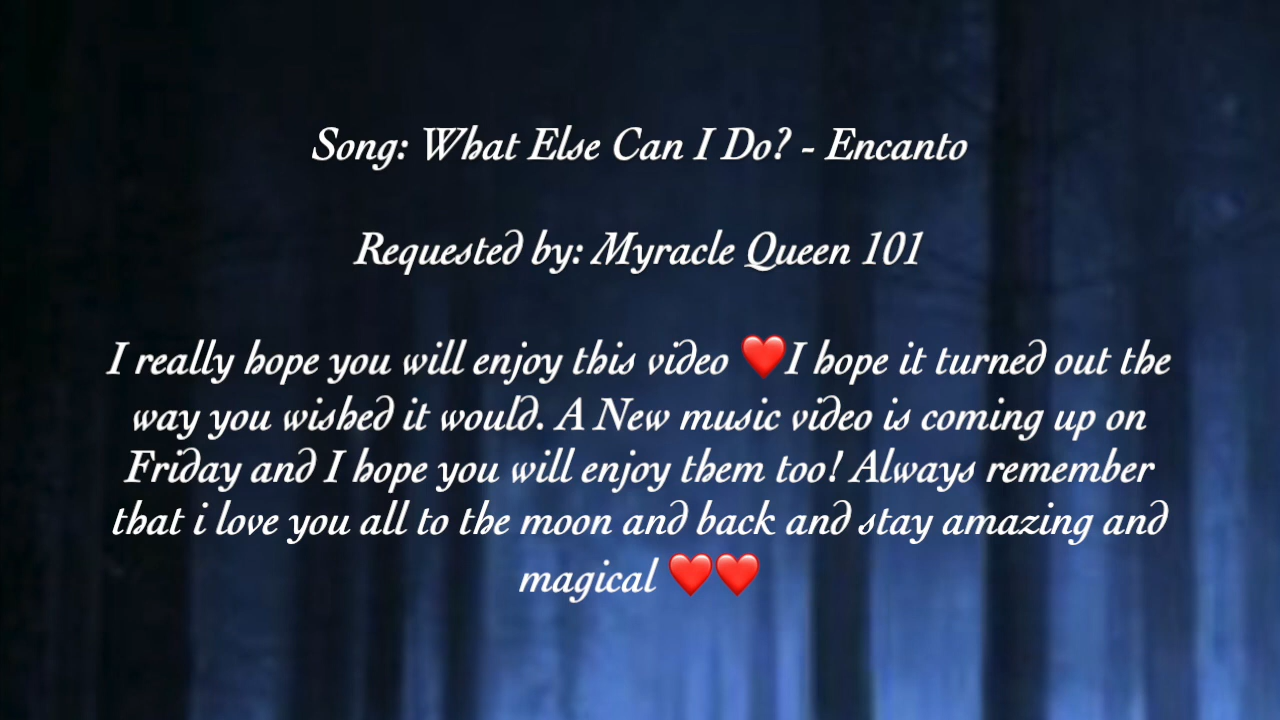 Song: What Else Can I Do? - Encanto
Requested by: Myracle Queen 101
I really hope you will enjoy this video ❤️I hope it turned out the
way you wished it would. A New music video is coming up on
Friday and I hope you will enjoy them too! Always remember
that i love you all to the moon and back and stay amazing and
magical ❤️❤️